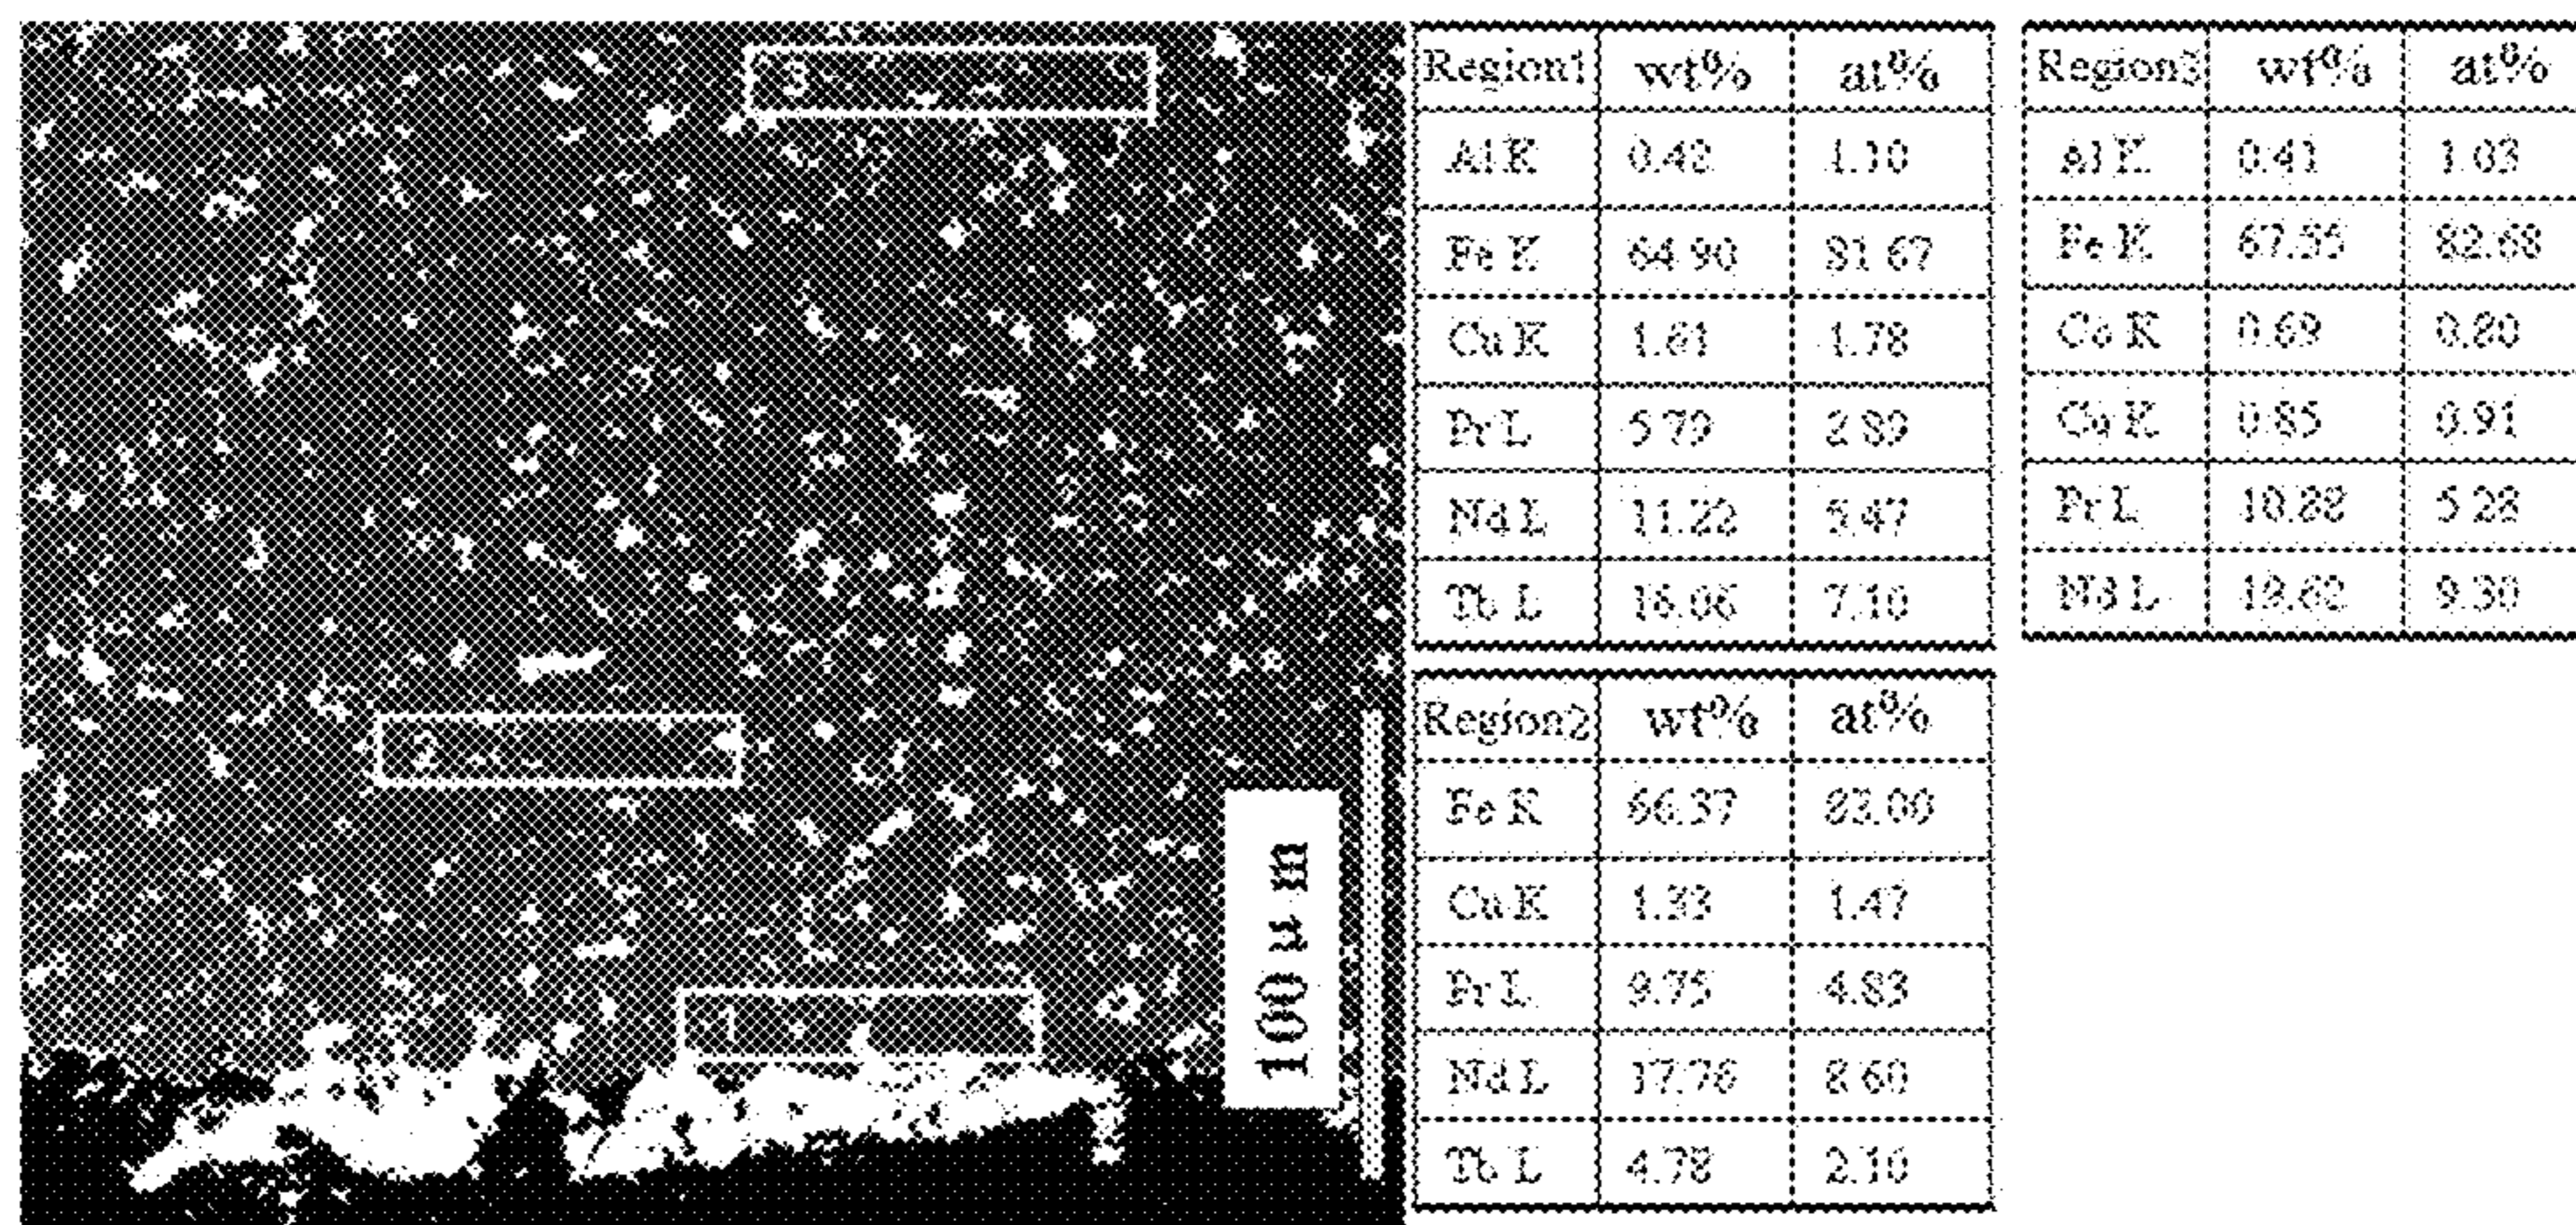 3
2
1
100 μ m
Region1 wt% at%
Al K 0.42 1.10
Fe K 64.90 81.67
Cu K 1.61 1.78
Pr L 5.79 2.89
Nd L 11.22 5.47
Tb L 16.06 7.10
Region2 wt% at%
Fe K 66.37 83.00
Cu K 1.33 1.47
Pr L 9.75 4.83
Nd L 17.76 8.60
Tb L 4.78 2.10
Region3 wt% at%
Al K 0.41 1.03
Fe K 67.55 82.68
Co K 0.69 0.80
Cu K 0.85 0.91
Pr L 10.88 5.28
Nd L 19.62 9.30